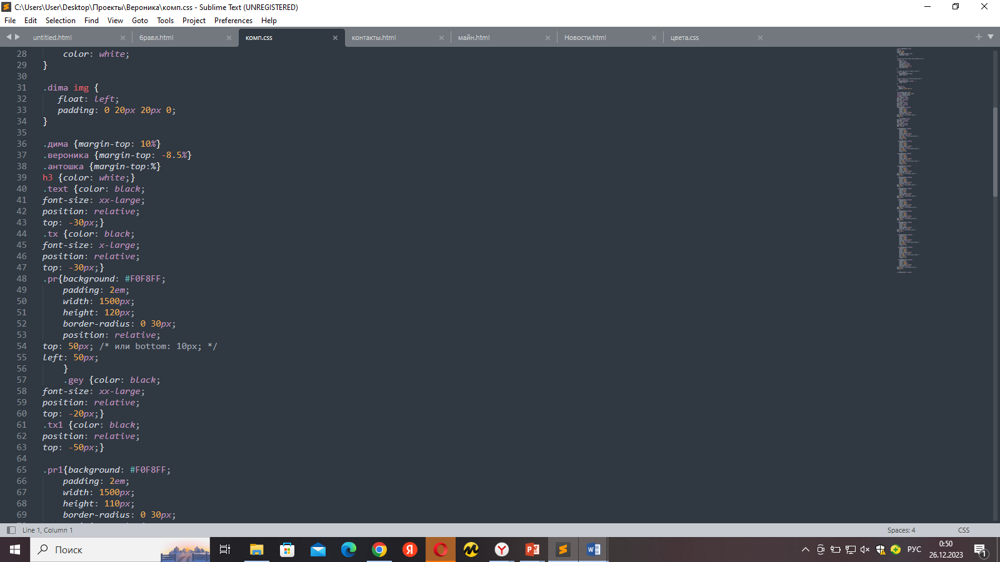 C:\Users\User\Desktop\Проекты\Вероника\комп.css - Sublime Text (UNREGISTERED)
File Edit Selection Find View Goto Tools Project Preferences Help
untitled.html бравл.html комп.css контакты.html майн.html Новости.html цвета.css
28 color: white;
29 }
30
31 .dima img {
32 float: left;
33 padding: 0 20px 20px 0;
34 }
35
36 .дима {margin-top: 10%}
37 .вероника {margin-top: -8.5%}
38 .антошка {margin-top:%}
39 h3 {color: white;}
40 .text {color: black;
41 font-size: xx-large;
42 position: relative;
43 top: -30px;}
44 .tx {color: black;
45 font-size: x-large;
46 position: relative;
47 top: -30px;}
48 .pr{background: #F0F8FF;
49 padding: 2em;
50 width: 1500px;
51 height: 120px;
52 border-radius: 0 30px;
53 position: relative;
54 top: 50px; /* или bottom: 10px; */
55 left: 50px;
56 }
57 .gey {color: black;
58 font-size: xx-large;
59 position: relative;
60 top: -20px;}
61 .tx1 {color: black;
62 position: relative;
63 top: -50px;}
64
65 .pr1{background: #F0F8FF;
66 padding: 2em;
67 width: 1500px;
68 height: 110px;
69 border-radius: 0 30px;
Line 1, Column 1 Spaces: 4 CSS
Поиск РУС 0:50
26.12.2023
1